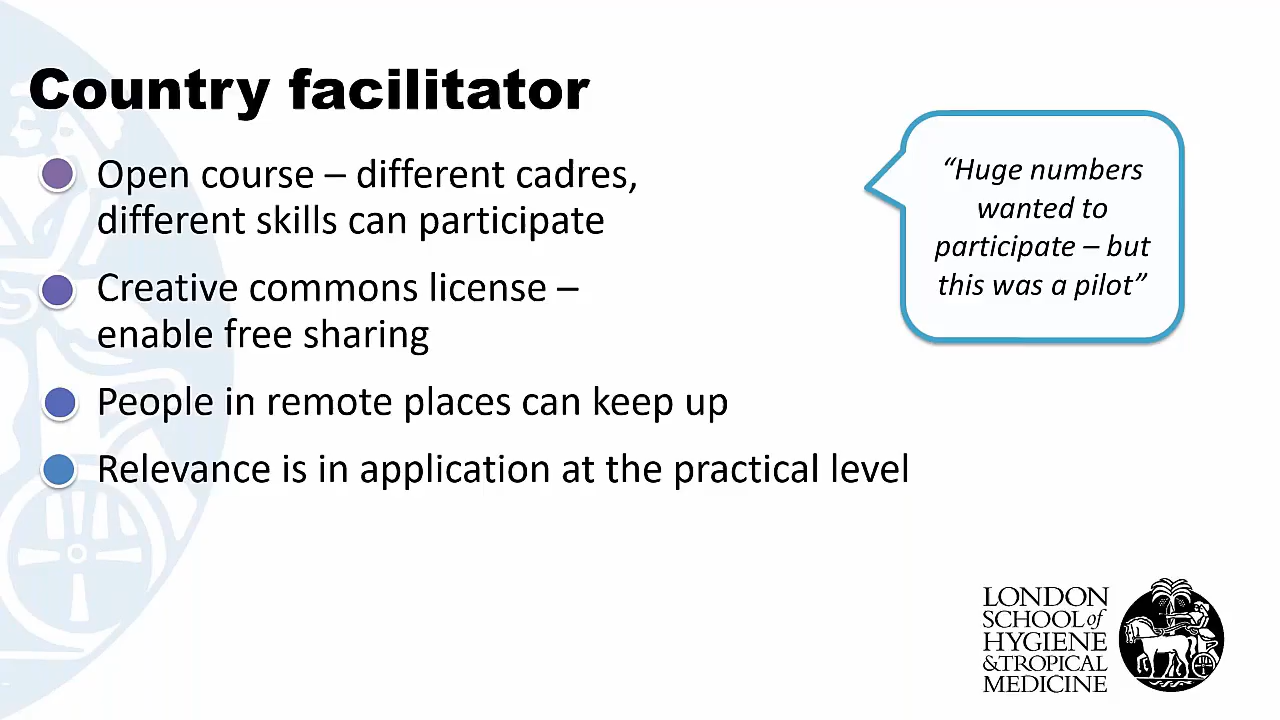 Country facilitator
Open course – different cadres,
different skills can participate
Creative commons license –
enable free sharing
People in remote places can keep up
Relevance is in application at the practical level
“Huge numbers
wanted to
participate – but
this was a pilot”
LONDON
SCHOOL of
HYGIENE
&TROPICAL
MEDICINE